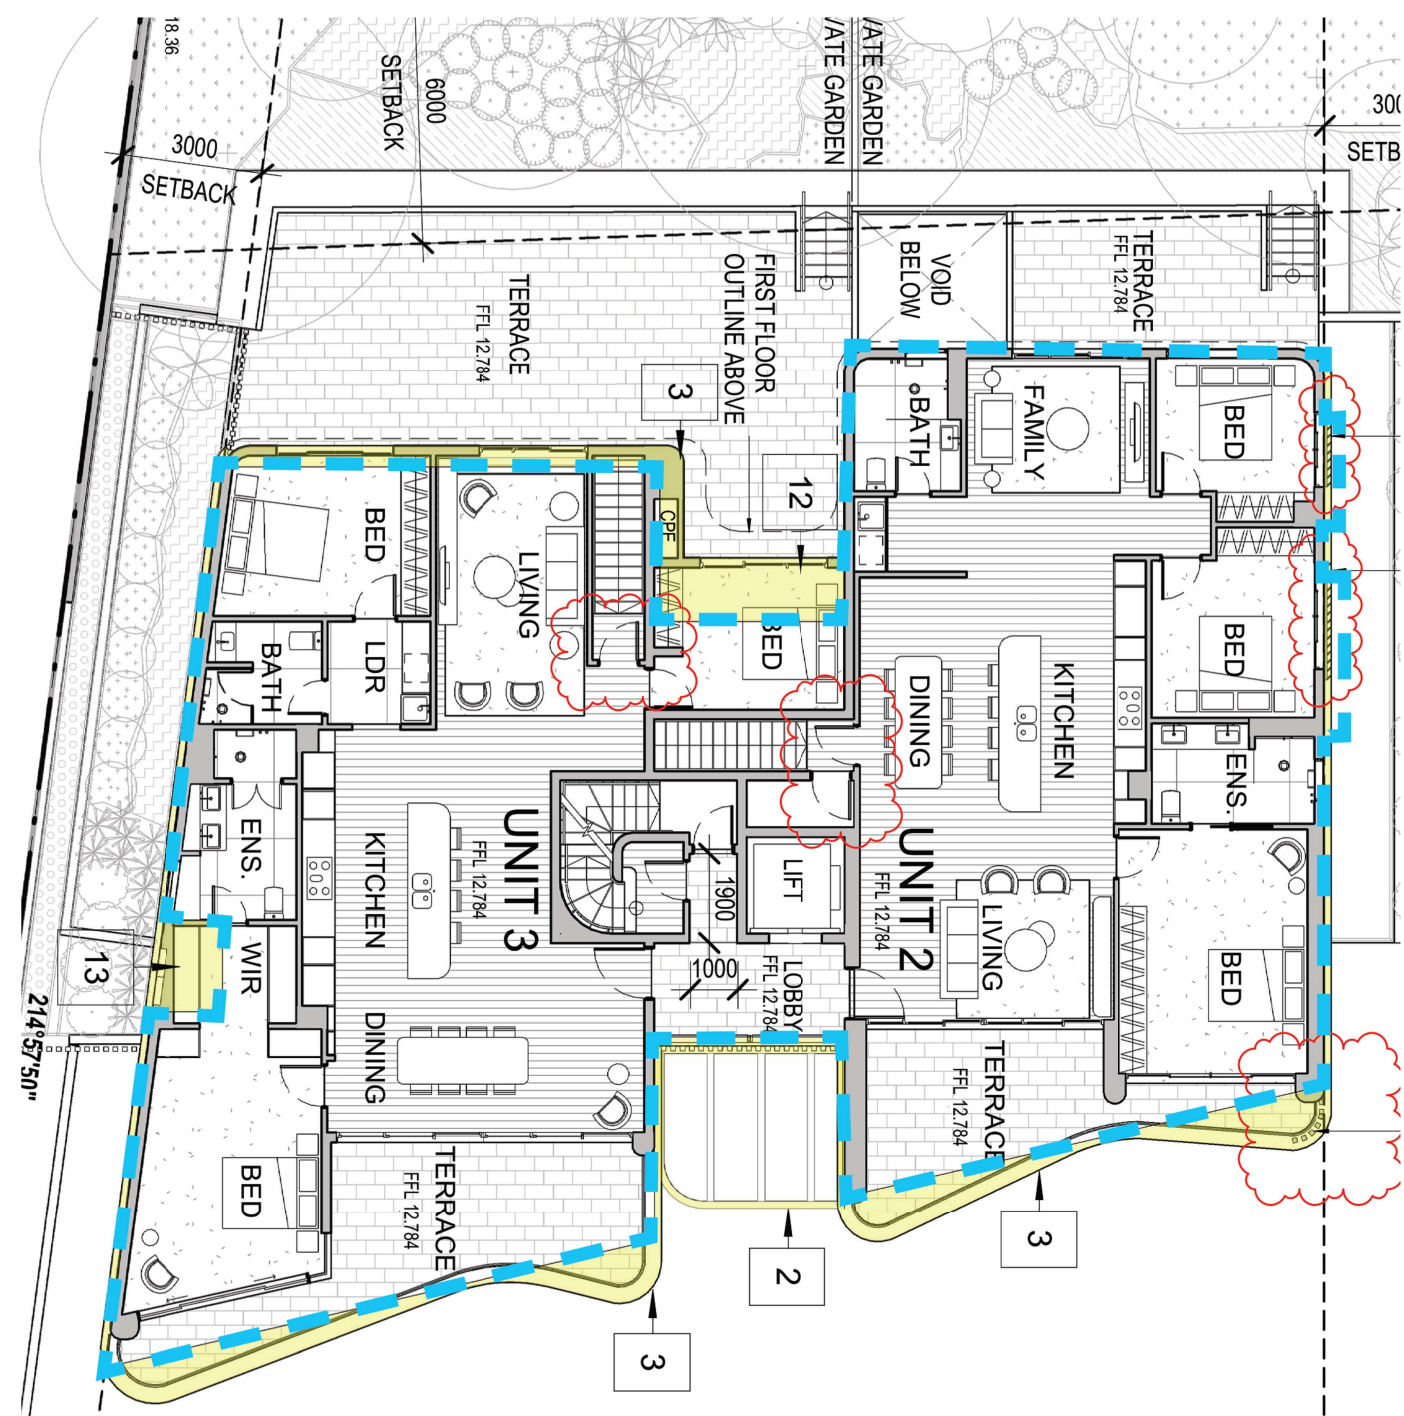 18.36
6000
SETBACK
3000
SETBACK
VATE GARDEN
VATE GARDEN
300
SETB
TERRACE
FFL 12.784
FIRST FLOOR
OUTLINE ABOVE
VOID
BELOW
TERRACE
FFL 12.784
3
12
CPF
BATH
FAMILY
BED
BED
LIVING
BED
BED
BATH
LDR
DINING
KITCHEN
ENS.
ENS.
KITCHEN
UNIT 3
FFL 12.784
1900
LIFT
UNIT 2
FFL 12.784
LIVING
BED
13
WIR
1000
LOBBY
FFL 12.784
214°57'50"
DINING
TERRACE
FFL 12.784
BED
TERRACE
FFL 12.784
2
3
3